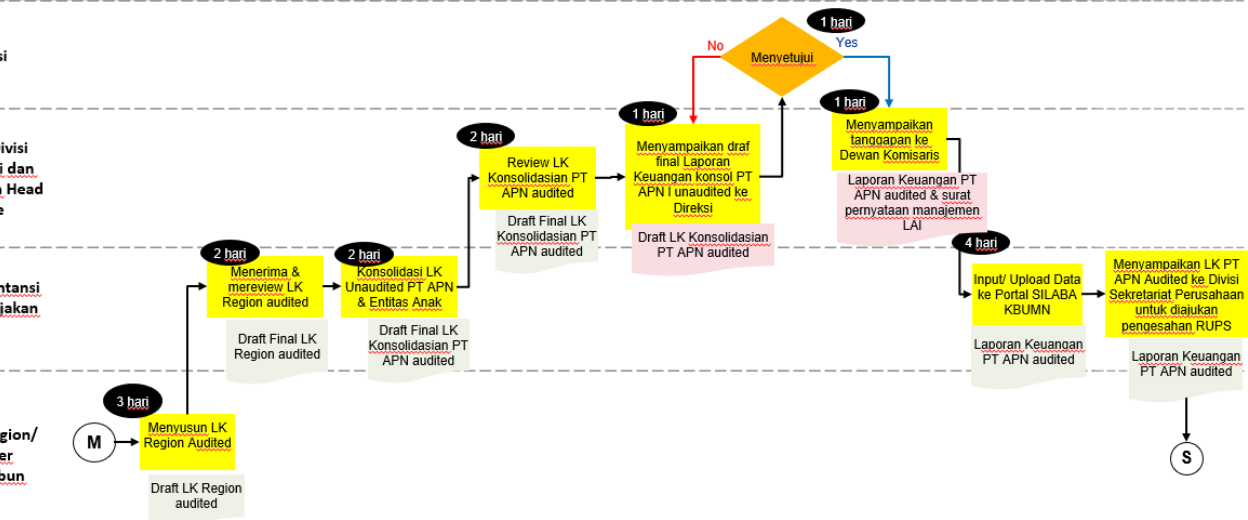 si
1 hari
No
Yes
Menyetujui
ivisi
i dan
Head
e
2 hari
Review LK
Konsolidasian PT
APN audited
Draft Final LK
Konsolidasian PT
APN audited
1 hari
Menyampaikan draf
final Laporan
Keuangan konsol PT
APN I unaudited ke
Direksi
Draft LK Konsolidasian
PT APN audited
1 hari
Menyampaikan
tanggapan ke
Dewan Komisaris
Laporan Keuangan PT
APN audited & surat
pernyataan manajemen
LAI
ntansi
jakan
2 hari
Menerima &
mereview LK
Region audited
Draft Final LK
Region audited
2 hari
Konsolidasi LK
Unaudited PT APN
& Entitas Anak
Draft Final LK
Konsolidasian PT
APN audited
4 hari
Input/ Upload Data
ke Portal SILABA
KBUMN
Laporan Keuangan
PT APN audited
Menyampaikan LK PT
APN Audited ke Divisi
Sekretariat Perusahaan
untuk diajukan
pengesahan RUPS
Laporan Keuangan
PT APN audited
gion/
er
bun
M
3 hari
Menyusun LK
Region Audited
Draft LK Region
audited
S